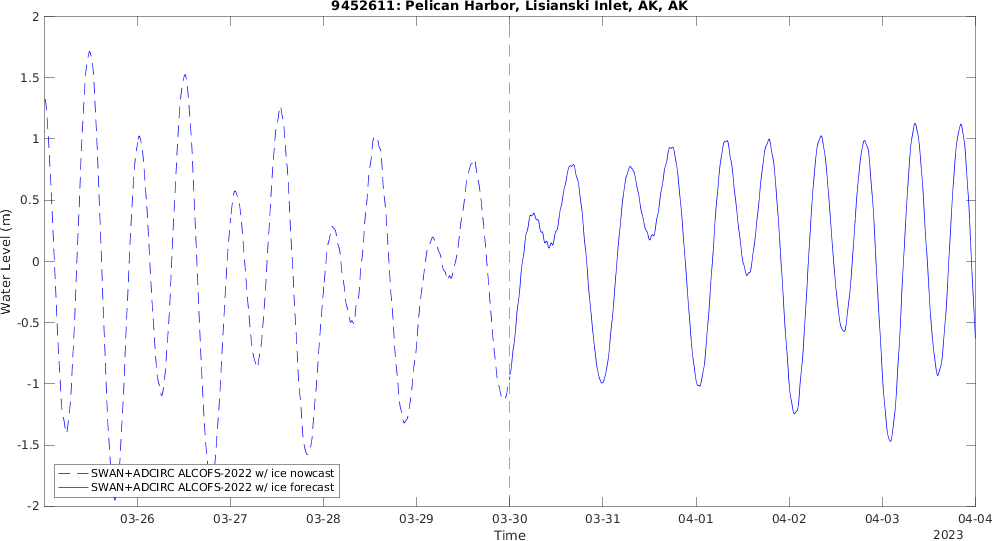 9452611: Pelican Harbor, Lisianski Inlet, AK, AK
Water Level (m)
2
1.5
1
0.5
0
-0.5
-1
-1.5
-2
SWAN+ADCIRC ALCOFS-2022 w/ ice nowcast
SWAN+ADCIRC ALCOFS-2022 w/ ice forecast
03-26 03-27 03-28 03-29 03-30 03-31 04-01 04-02 04-03 04-04
Time
2023